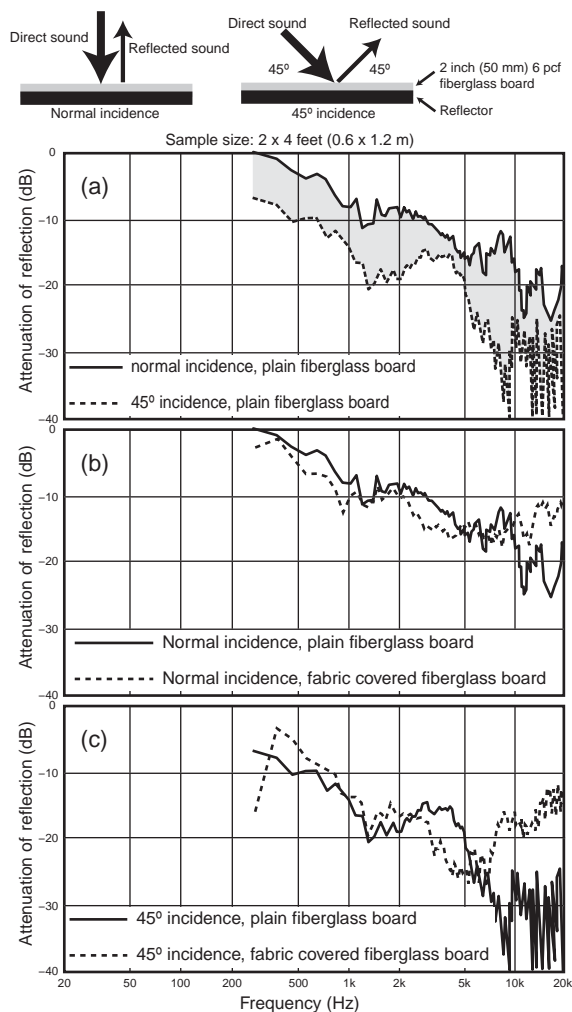 Direct sound
Reflected sound
Normal incidence
Direct sound
Reflected sound
45º
45º
45º incidence
2 inch (50 mm) 6 pcf
fiberglass board
Reflector
Sample size: 2 x 4 feet (0.6 x 1.2 m)
Attenuation of reflection (dB)
0
–10
–20
–30
–40
(a)
normal incidence, plain fiberglass board
45º incidence, plain fiberglass board
Attenuation of reflection (dB)
0
–10
–20
–30
–40
(b)
Normal incidence, plain fiberglass board
Normal incidence, fabric covered fiberglass board
Attenuation of reflection (dB)
0
–10
–20
–30
–40
(c)
45º incidence, plain fiberglass board
45º incidence, fabric covered fiberglass board
20 50 100 200 500 1k 2k 5k 10k 20k
Frequency (Hz)